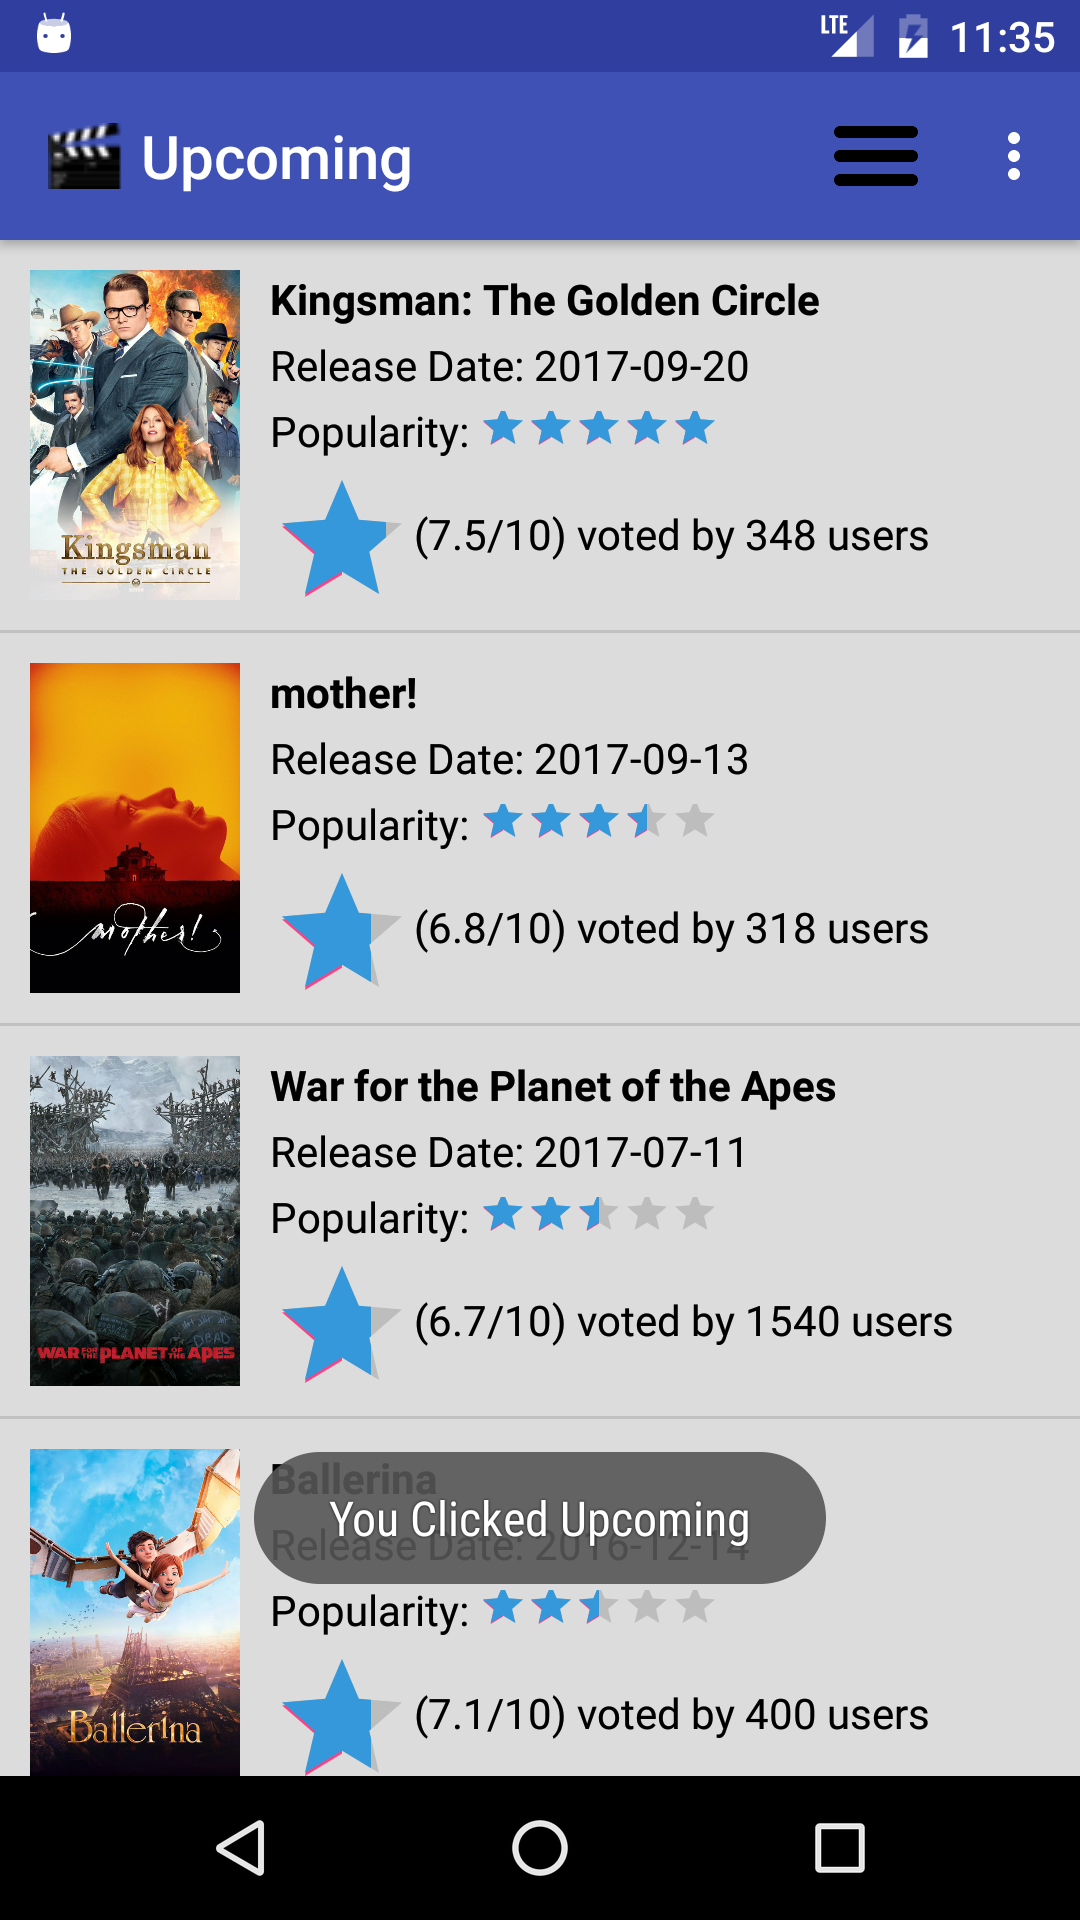 LTE 11:35
Upcoming
Kingsman: The Golden Circle
Release Date: 2017-09-20
Popularity:
(7.5/10) voted by 348 users
Kingsman
THE GOLDEN CIRCLE
mother!
Release Date: 2017-09-13
Popularity:
(6.8/10) voted by 318 users
mother!
War for the Planet of the Apes
Release Date: 2017-07-11
Popularity:
(6.7/10) voted by 1540 users
WAR FOR THE PLANET OF THE APES
Ballerina
You Clicked Upcoming
Release Date: 2016-12-14
Popularity:
(7.1/10) voted by 400 users
Ballerina